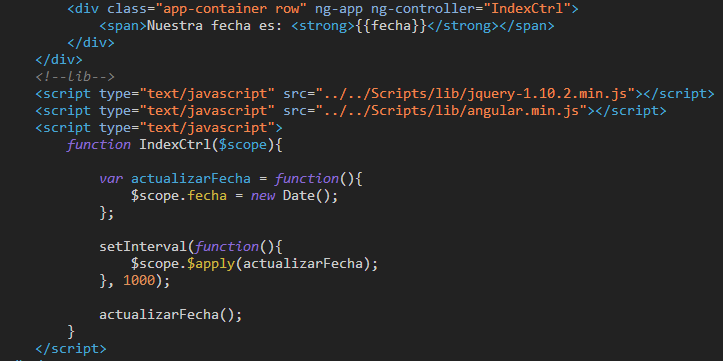 <div class="app-container row" ng-app ng-controller="IndexCtrl">
<span>Nuestra fecha es: <strong>{{fecha}}</strong></span>
</div>
</div>
<!--lib-->
<script type="text/javascript" src="../../Scripts/lib/jquery-1.10.2.min.js"></script>
<script type="text/javascript" src="../../Scripts/lib/angular.min.js"></script>
<script type="text/javascript">
function IndexCtrl($scope){
var actualizarFecha = function(){
$scope.fecha = new Date();
};
setInterval(function(){
$scope.$apply(actualizarFecha);
}, 1000);
actualizarFecha();
}
</script>